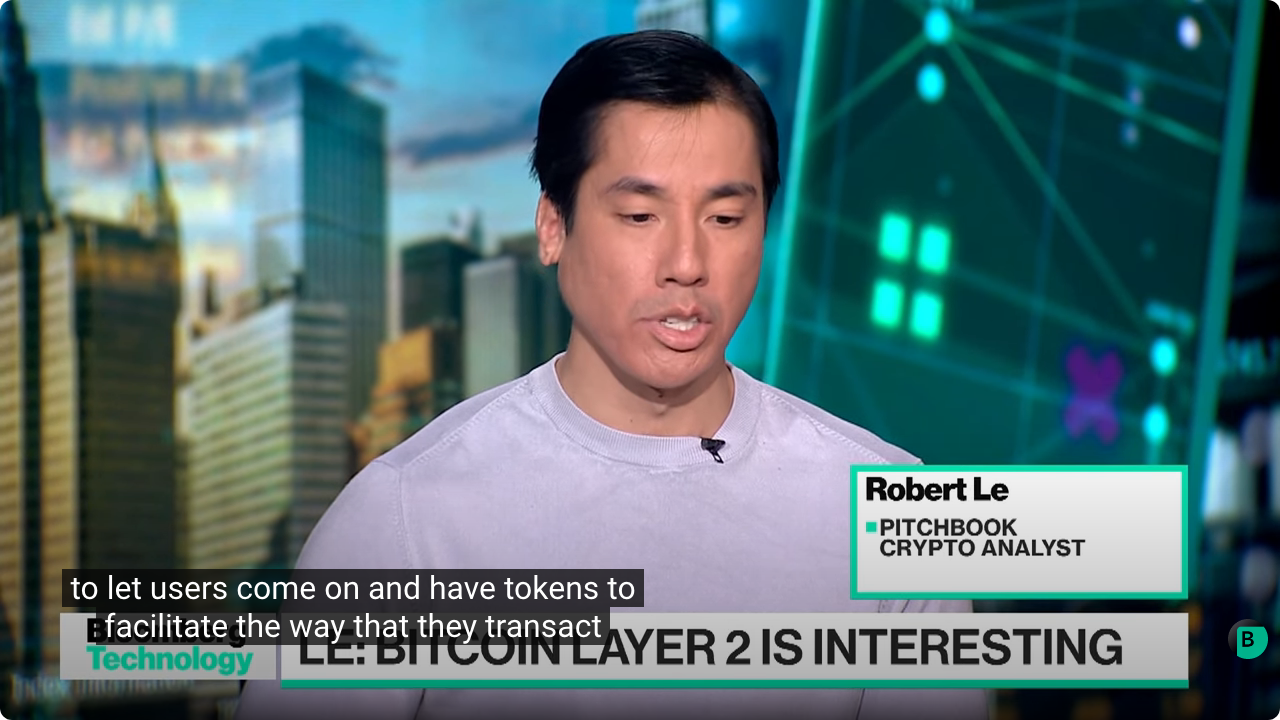 Robert Le
PITCHBOOK
CRYPTO ANALYST
to let users come on and have tokens to
facilitate the way that they transact
Bloomberg
Technology
LE: BITCOIN LAYER 2 IS INTERESTING
B